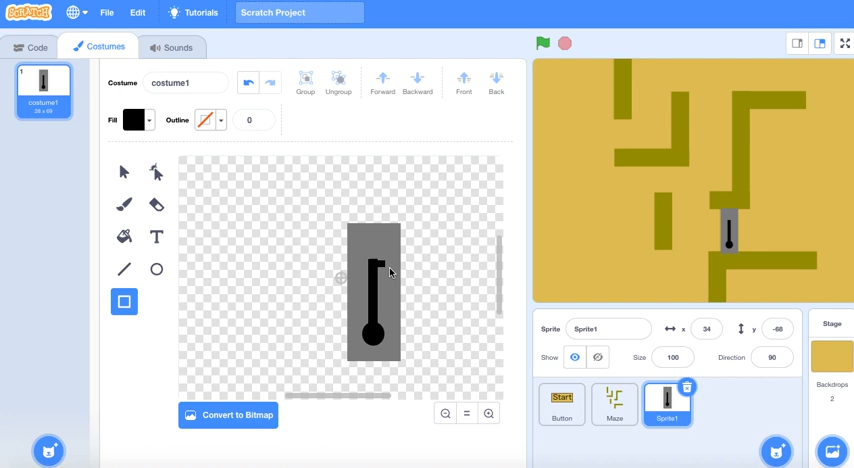 SCRATCH File Edit Tutorials Scratch Project
Code Costumes Sounds
1
costume1
28 x 69
Costume costume1
Group Ungroup Forward Backward Front Back
Fill Outline 0
T
Convert to Bitmap
Sprite Sprite1 x 34 y -68
Show Size 100 Direction 90
Start
Button Maze Sprite1
Stage
Backdrops
2